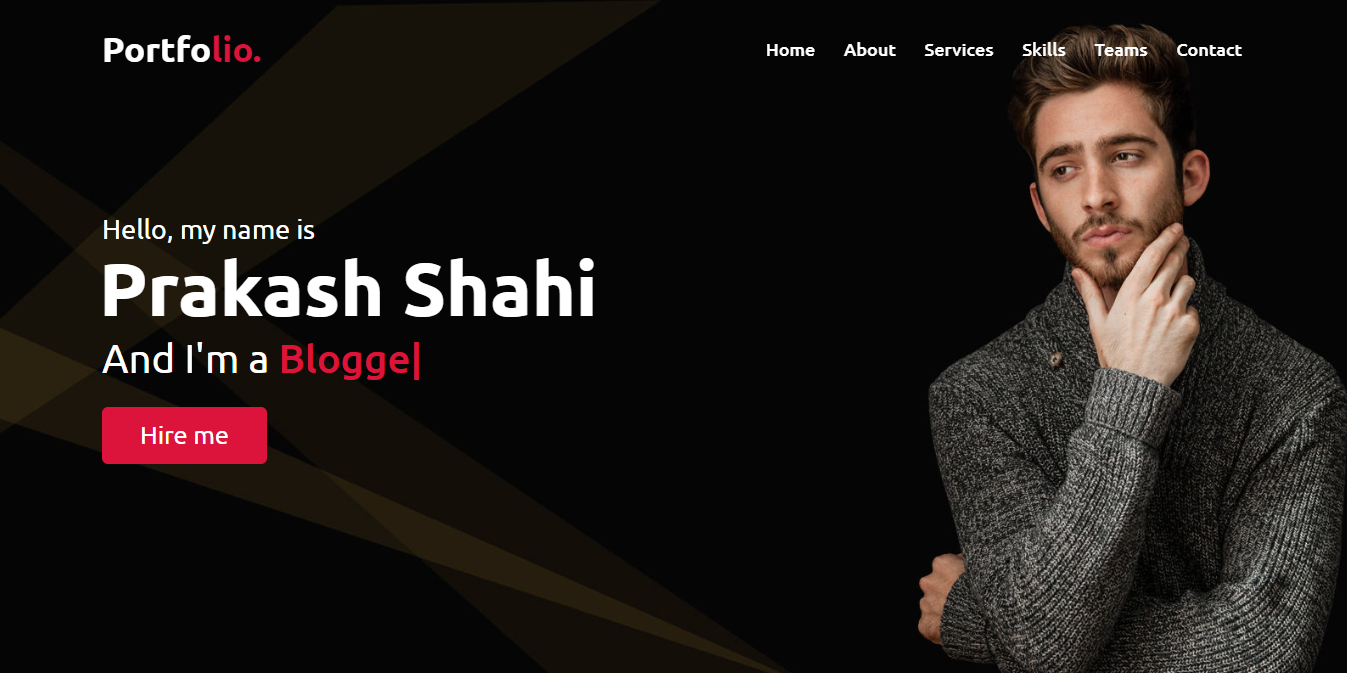 Portfolio.
Home About Services Skills Teams Contact
Hello, my name is
Prakash Shahi
And I'm a Blogge|
Hire me